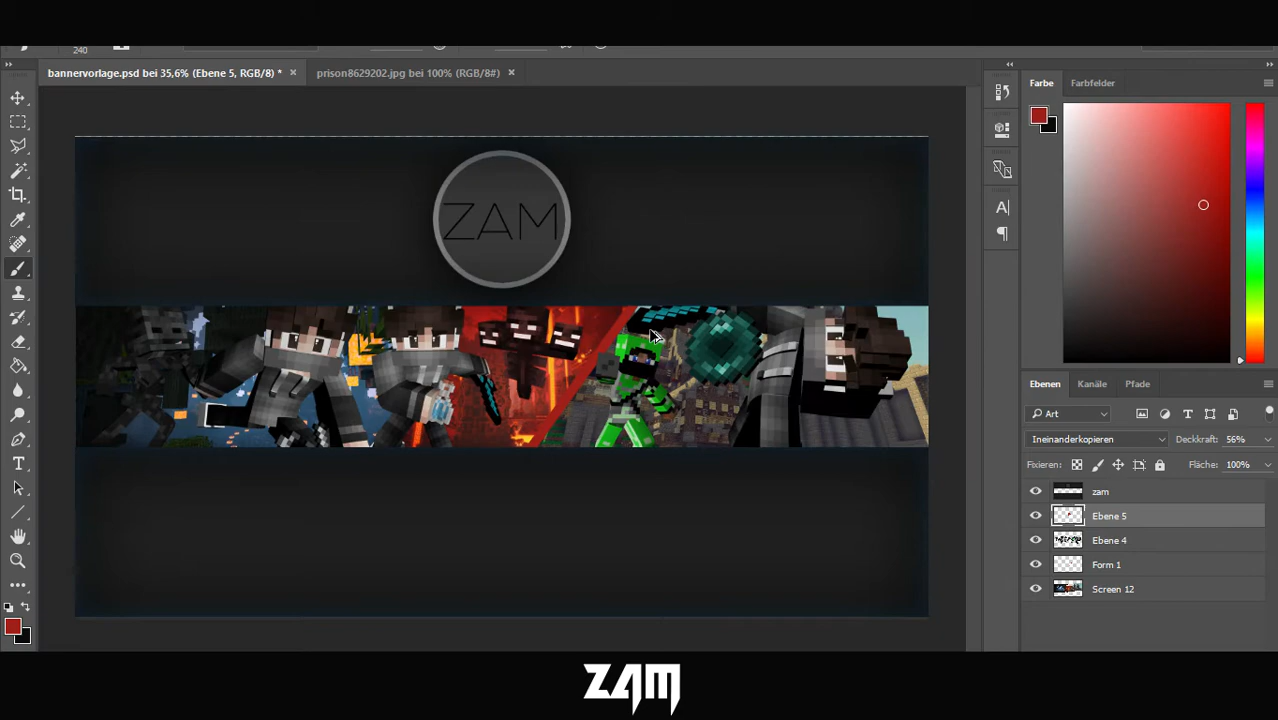 240
bannervorlage.psd bei 35,6% (Ebene 5, RGB/8) * ×
prison8629202.jpg bei 100% (RGB/8#) ×
Farbe
Farbfelder
ZAM
Ebenen
Kanäle
Pfade
Art
Ineinanderkopieren
Deckkraft: 56%
Fixieren:
Fläche: 100%
zam
Ebene 5
Ebene 4
Form 1
Screen 12
ZAM